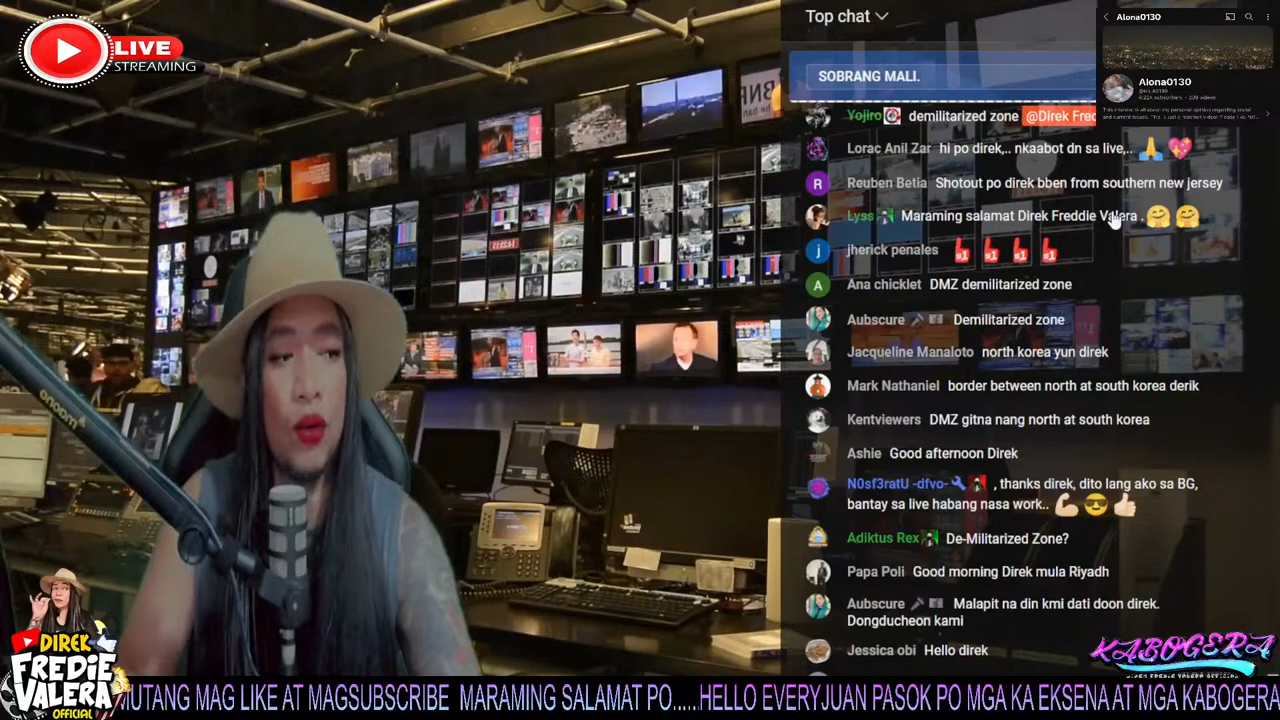 LIVE
STREAMING
Top chat
SOBRANG MALI.
Alona0130
Alona0130
Yojiro demilitarized zone @Direk Fred
Lorac Anil Zar hi po direk,.. nkaabot dn sa live,.. 🙏 💖
R Reuben Betia Shotout po direk bben from southern new jersey
Lyss Maraming salamat Direk Freddie Valera . 🤗 🤗
j jherick penales #1 #1 #1 #1
A Ana chicklet DMZ demilitarized zone
Aubscure Demilitarized zone
Jacqueline Manaloto north korea yun direk
Mark Nathaniel border between north at south korea derik
Kentviewers DMZ gitna nang north at south korea
Ashie Good afternoon Direk
N0sf3ratU -dfvo- , thanks direk, dito lang ako sa BG,
bantay sa live habang nasa work.. 💪 😎 👍
Adiktus Rex De-Militarized Zone?
Papa Poli Good morning Direk mula Riyadh
Aubscure Malapit na din kmi dati doon direk.
Dongducheon kami
Jessica obi Hello direk
maono
DIREK
FREDIE
VALERA
OFFICIAL
KABOGERA
MUTANG MAG LIKE AT MAGSUBSCRIBE MARAMING SALAMAT PO.....HELLO EVERYJUAN PASOK PO MGA KA EKSENA AT MGA KABOGERA